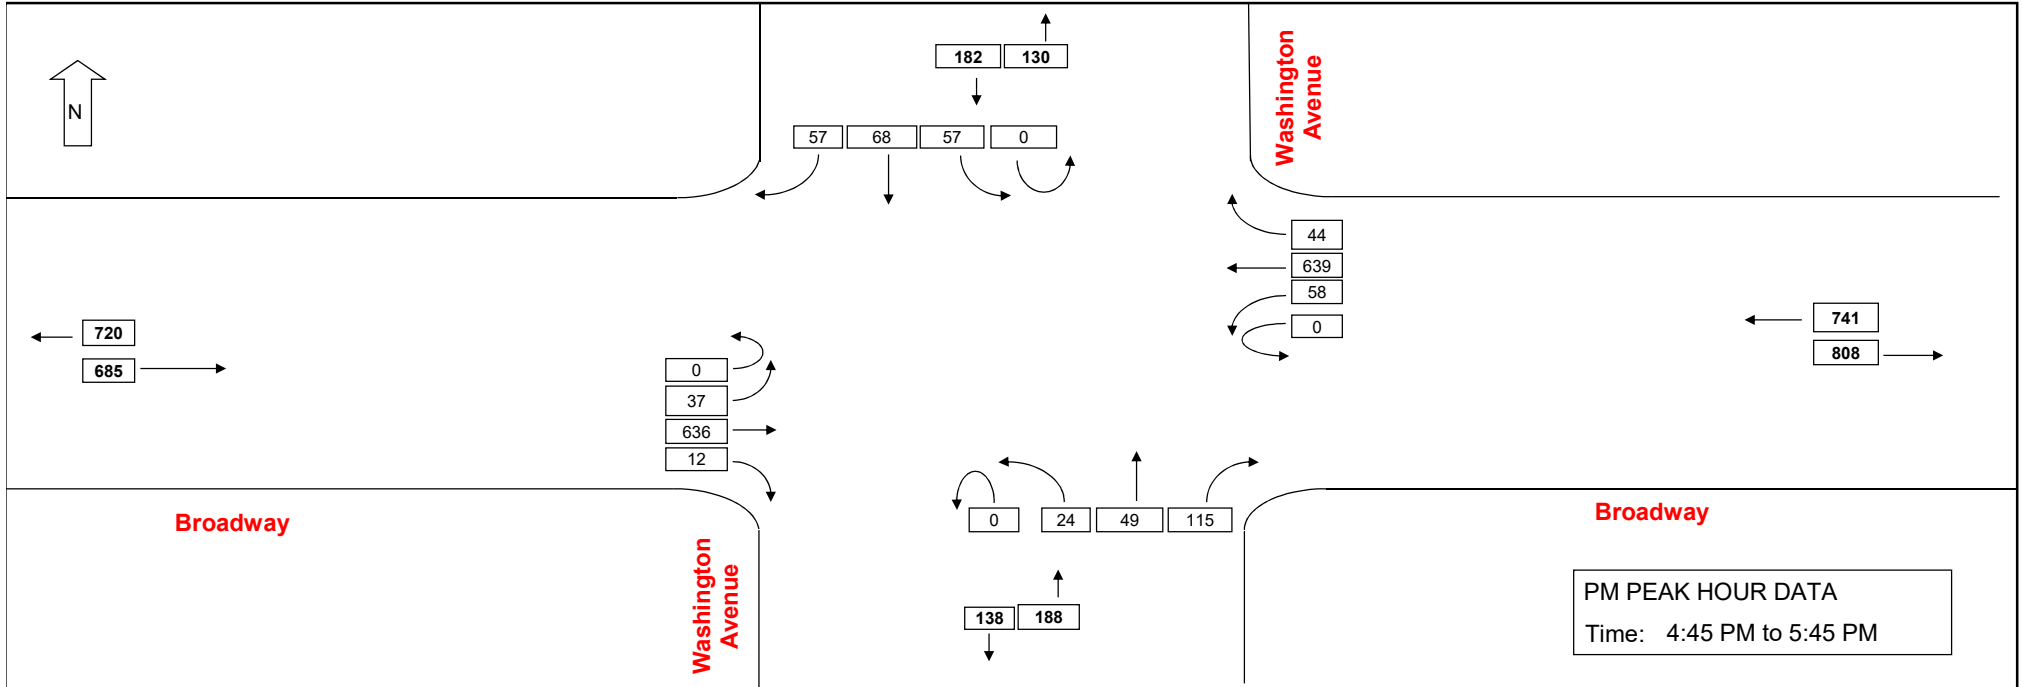 182 130
Washington
Avenue
N
57 68 57 0
44
639
58
0
720
685
741
808
0
37
636
12
0 24 49 115
Broadway
Broadway
Washington
Avenue
138 188
PM PEAK HOUR DATA
Time: 4:45 PM to 5:45 PM